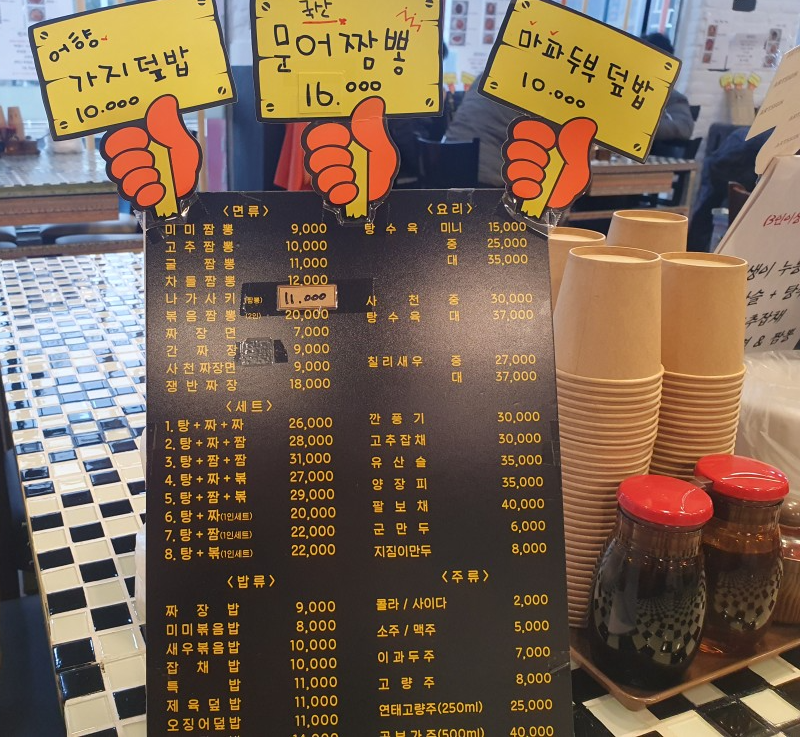 어향
가지덮밥
10.000
국산
문어짬뽕
16.000
마파두부 덮밥
10.000
<면류>
미미짬뽕 9,000
고추짬뽕 10,000
굴 짬뽕 11,000
차돌짬뽕 12,000
나가사키(짬뽕) 11.000
볶음짬뽕(2인) 20,000
짜장면 7,000
간짜장 9,000
사천짜장면 9,000
쟁반짜장 18,000
<세트>
1. 탕+짜+짜 26,000
2. 탕+짜+짬 28,000
3. 탕+짬+짬 31,000
4. 탕+짜+볶 27,000
5. 탕+짬+볶 29,000
6. 탕+짜(1인세트) 20,000
7. 탕+짬(1인세트) 22,000
8. 탕+볶(1인세트) 22,000
<밥류>
짜장밥 9,000
미미볶음밥 8,000
새우볶음밥 10,000
잡채밥 10,000
특밥 11,000
제육덮밥 11,000
오징어덮밥 11,000
<요리>
탕수육 미니 15,000
중 25,000
대 35,000
사천 중 30,000
탕수육 대 37,000
칠리새우 중 27,000
대 37,000
깐풍기 30,000
고추잡채 30,000
유산슬 35,000
양장피 35,000
팔보채 40,000
군만두 6,000
지짐이만두 8,000
<주류>
콜라 / 사이다 2,000
소주 / 맥주 5,000
이과두주 7,000
고량주 8,000
연태고량주(250ml) 25,000
공부가주(500ml) 40,000